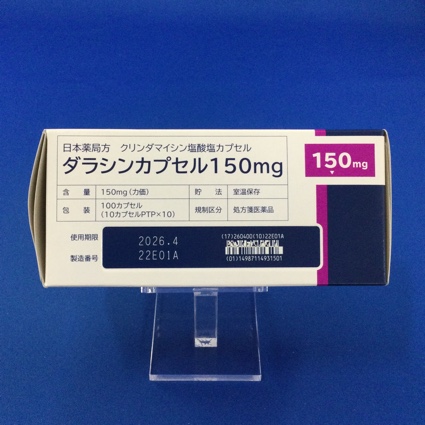 日本薬局方 クリンダマイシン塩酸塩カプセル
ダラシンカプセル150mg
150mg
含 量 150mg(力価) 貯 法 室温保存
包 装 100カプセル (10カプセルPTP×10) 規制区分 処方箋医薬品
使用期限 2026.4
製造番号 22E01A
(17)260400(10)22E01A
(01)14987114931501